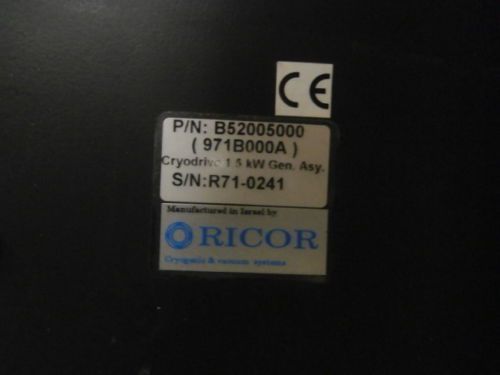 CE
P/N: B52005000
( 971B000A )
Cryodrive 1.5 kW Gen. Asy.
S/N:R71-0241
Manufactured in Israel by
RICOR
Cryogenic & vacuum systems